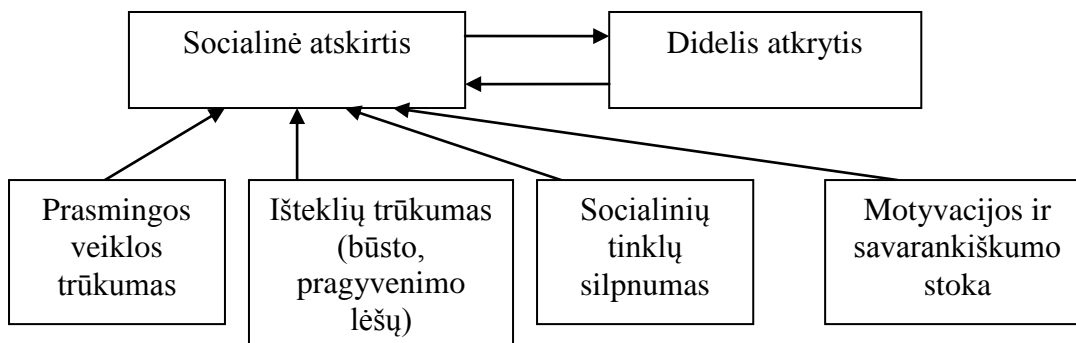 Socialinė atskirtis
Didelis atkrytis
Prasmingos
veiklos
trūkumas
Išteklių trūkumas
(būsto,
pragyvenimo
lėšų)
Socialinių
tinklų
silpnumas
Motyvacijos ir
savarankiškumo
stoka